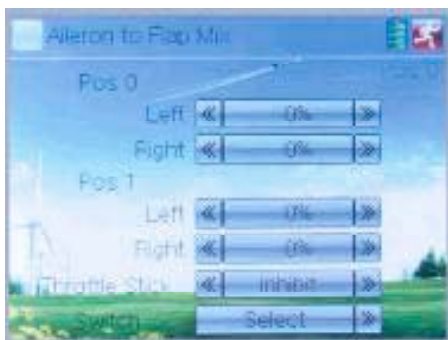 Aileron to Flap Mix
Pos 0
Left 0%
Right 0%
Pos 1
Left 0%
Right 0%
Throttle Stick Inhibit
Switch Select